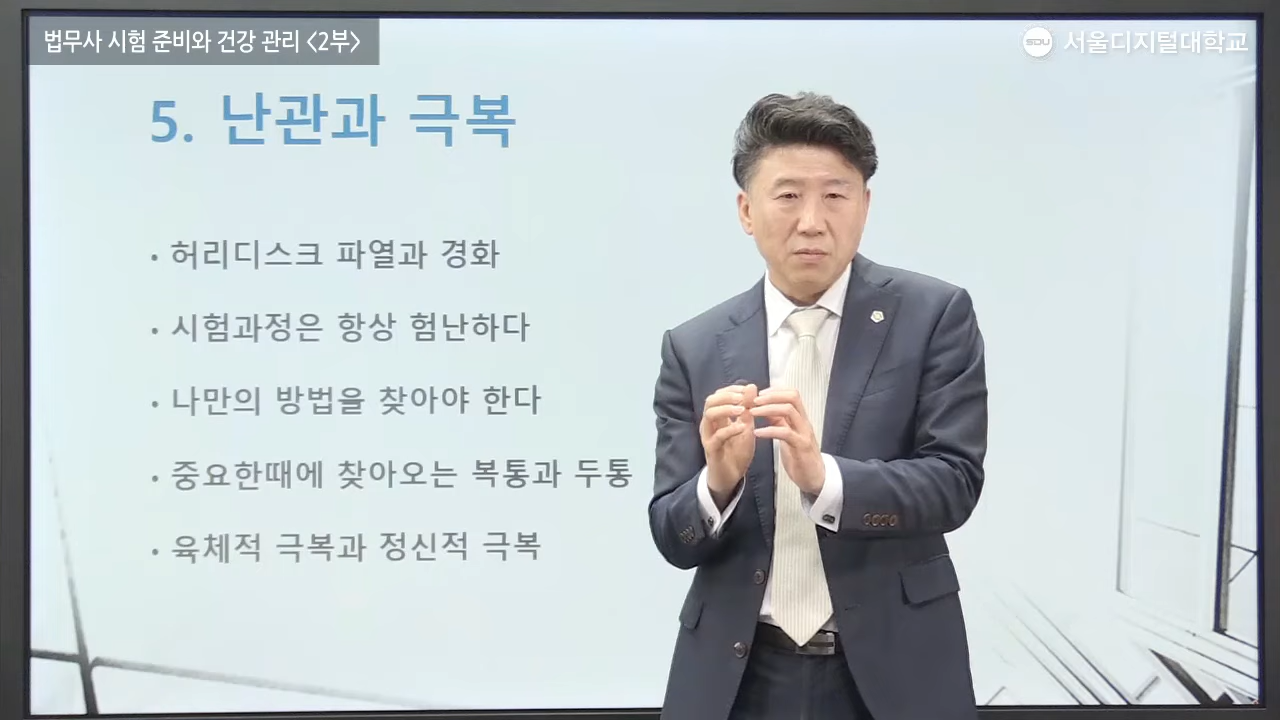 법무사 시험 준비와 건강 관리 <2부>
SDU 서울디지털대학교
5. 난관과 극복
• 허리디스크 파열과 경화
• 시험과정은 항상 험난하다
• 나만의 방법을 찾아야 한다
• 중요한때에 찾아오는 복통과 두통
• 육체적 극복과 정신적 극복